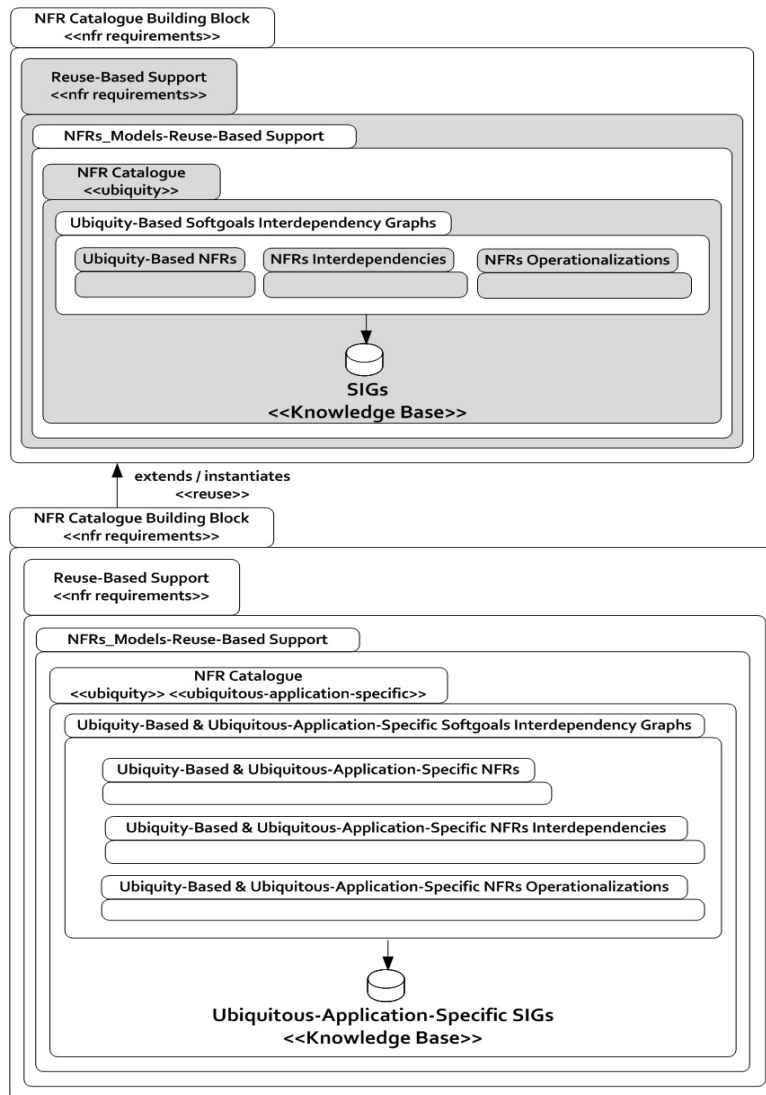 NFR Catalogue Building Block
<<nfr requirements>>
Reuse-Based Support
<<nfr requirements>>
NFRs_Models-Reuse-Based Support
NFR Catalogue
<<ubiquity>>
Ubiquity-Based Softgoals Interdependency Graphs
Ubiquity-Based NFRs
NFRs Interdependencies
NFRs Operationalizations
SIGs
<<Knowledge Base>>
extends / instantiates
<<reuse>>
NFR Catalogue Building Block
<<nfr requirements>>
Reuse-Based Support
<<nfr requirements>>
NFRs_Models-Reuse-Based Support
NFR Catalogue
<<ubiquity>> <<ubiquitous-application-specific>>
Ubiquity-Based & Ubiquitous-Application-Specific Softgoals Interdependency Graphs
Ubiquity-Based & Ubiquitous-Application-Specific NFRs
Ubiquity-Based & Ubiquitous-Application-Specific NFRs Interdependencies
Ubiquity-Based & Ubiquitous-Application-Specific NFRs Operationalizations
Ubiquitous-Application-Specific SIGs
<<Knowledge Base>>